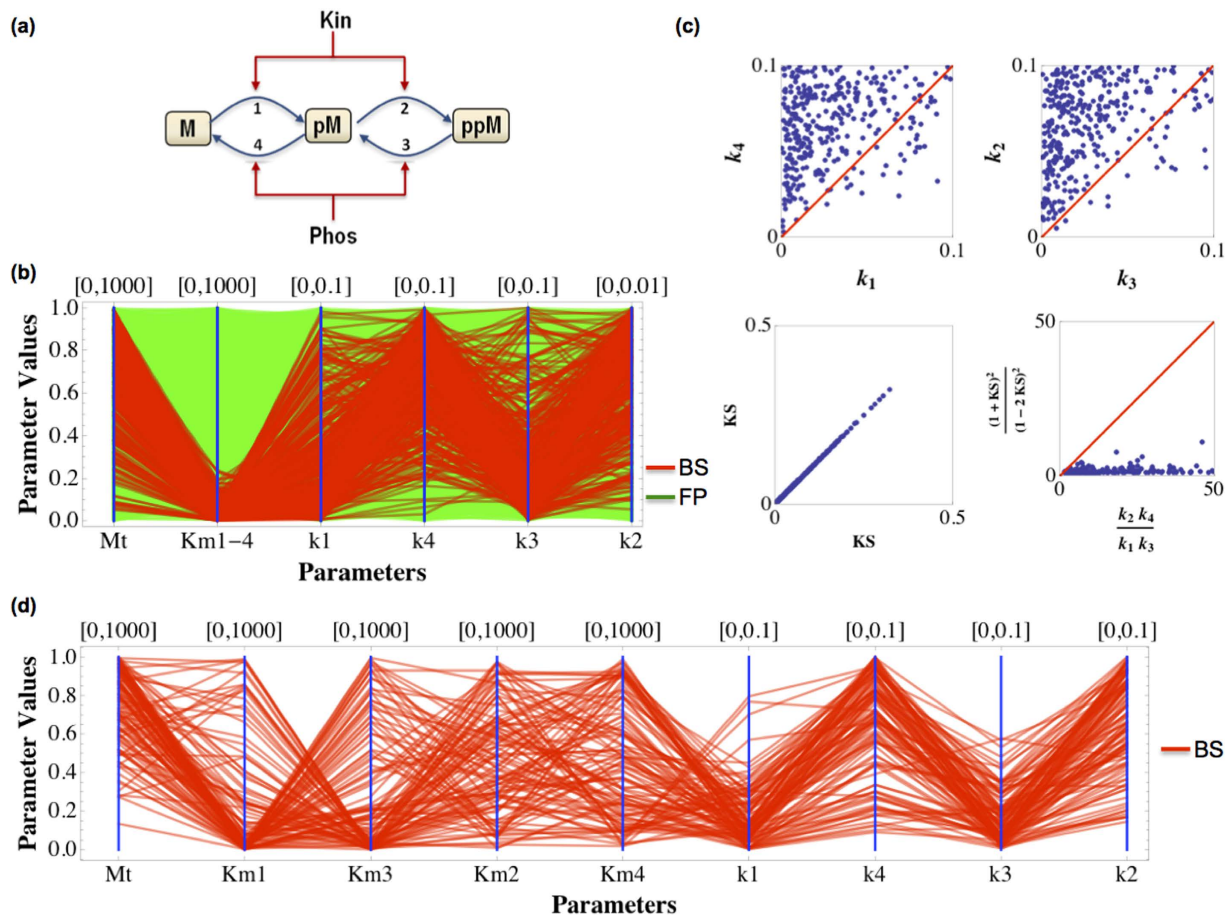 (a)
Kin
1
2
M
pM
ppM
4
3
Phos
(b)
[0,1000] [0,1000] [0,0.1] [0,0.1] [0,0.1] [0,0.01]
Parameter Values
1.0
0.8
0.6
0.4
0.2
0.0
BS
FP
Mt Km1−4 k1 k4 k3 k2
Parameters
(c)
0.1
k4
0
0 0.1
k1
0.1
k2
0
0 0.1
k3
0.5
KS
0
0 0.5
KS
50
(1 + KS)²
(1 − 2 KS)²
0
0 50
k2 k4
k1 k3
(d)
[0,1000] [0,1000] [0,1000] [0,1000] [0,1000] [0,0.1] [0,0.1] [0,0.1] [0,0.1]
Parameter Values
1.0
0.8
0.6
0.4
0.2
0.0
BS
Mt Km1 Km3 Km2 Km4 k1 k4 k3 k2
Parameters